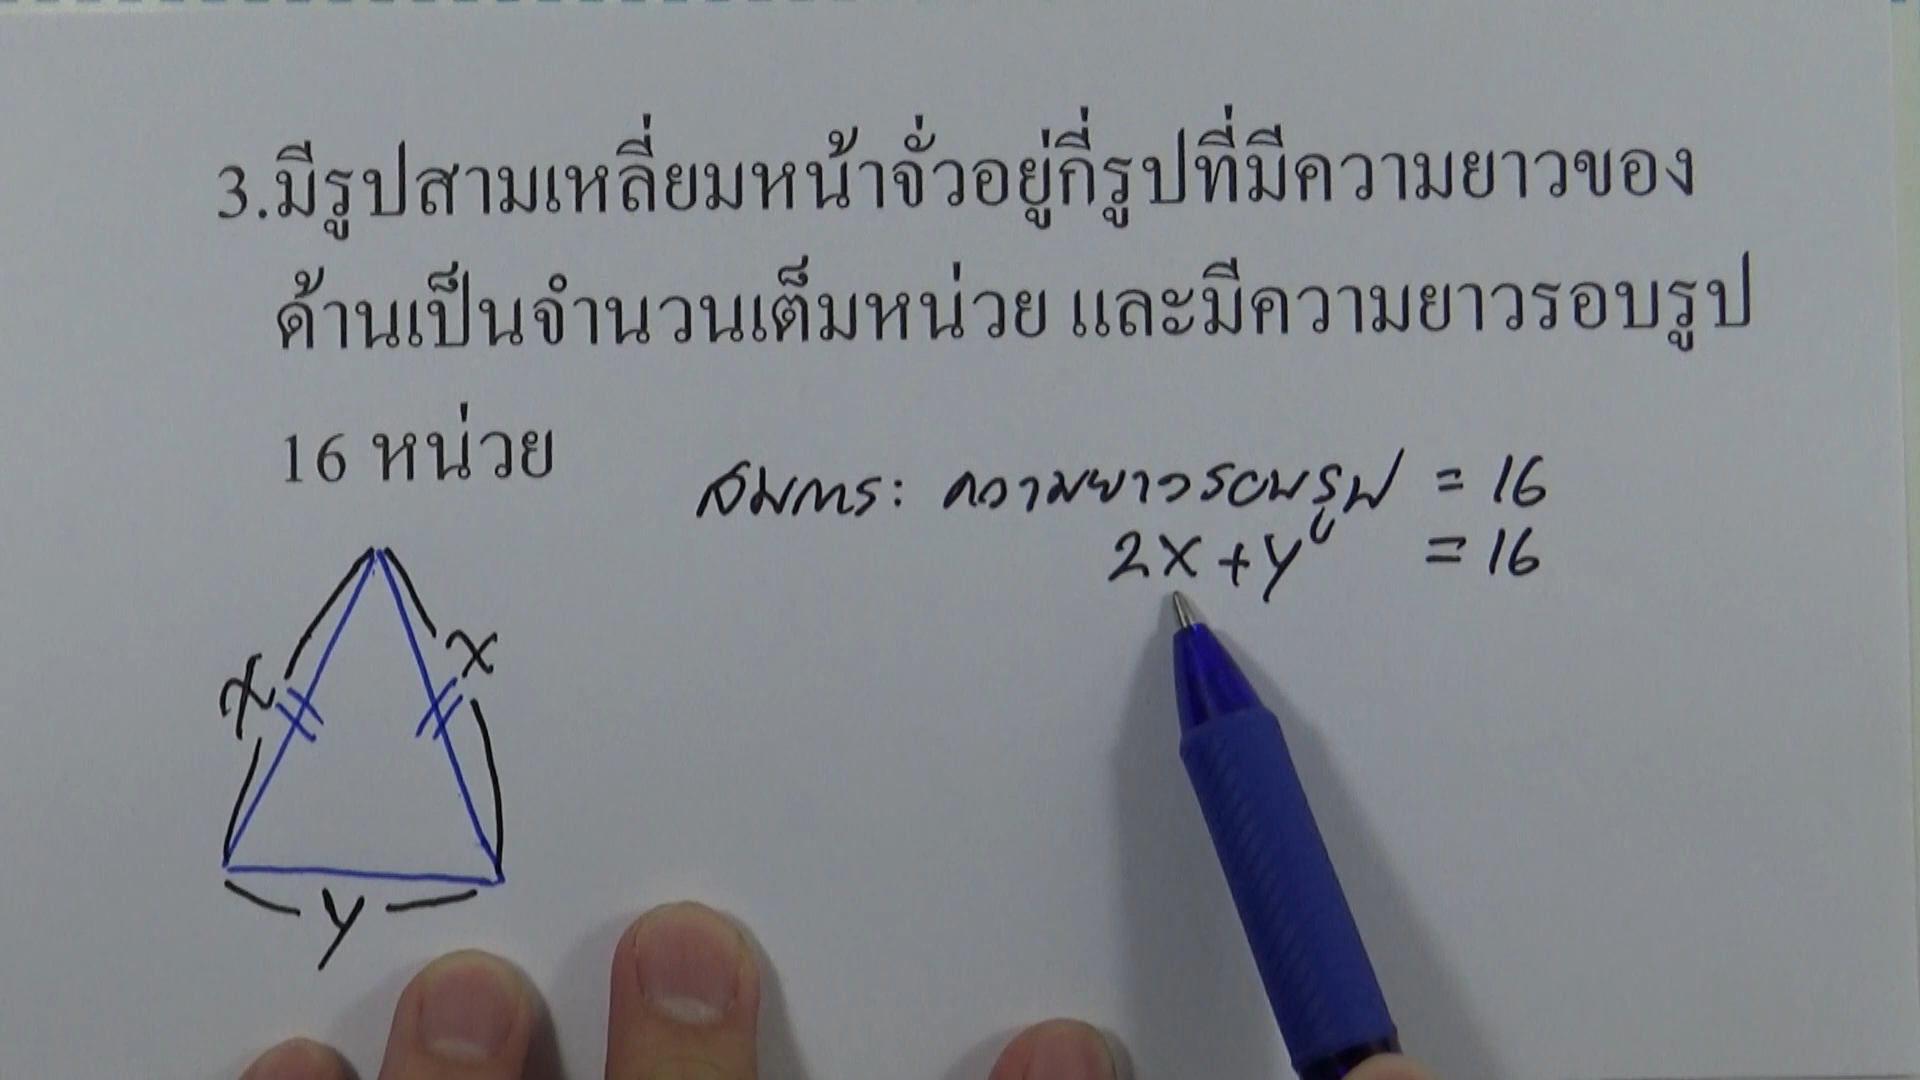 3.มีรูปสามเหลี่ยมหน้าจั่วอยู่กี่รูปที่มีความยาวของ
ด้านเป็นจำนวนเต็มหน่วย และมีความยาวรอบรูป
16 หน่วย
สมการ: ความยาวรอบรูป = 16
2x + y = 16
x
x
y